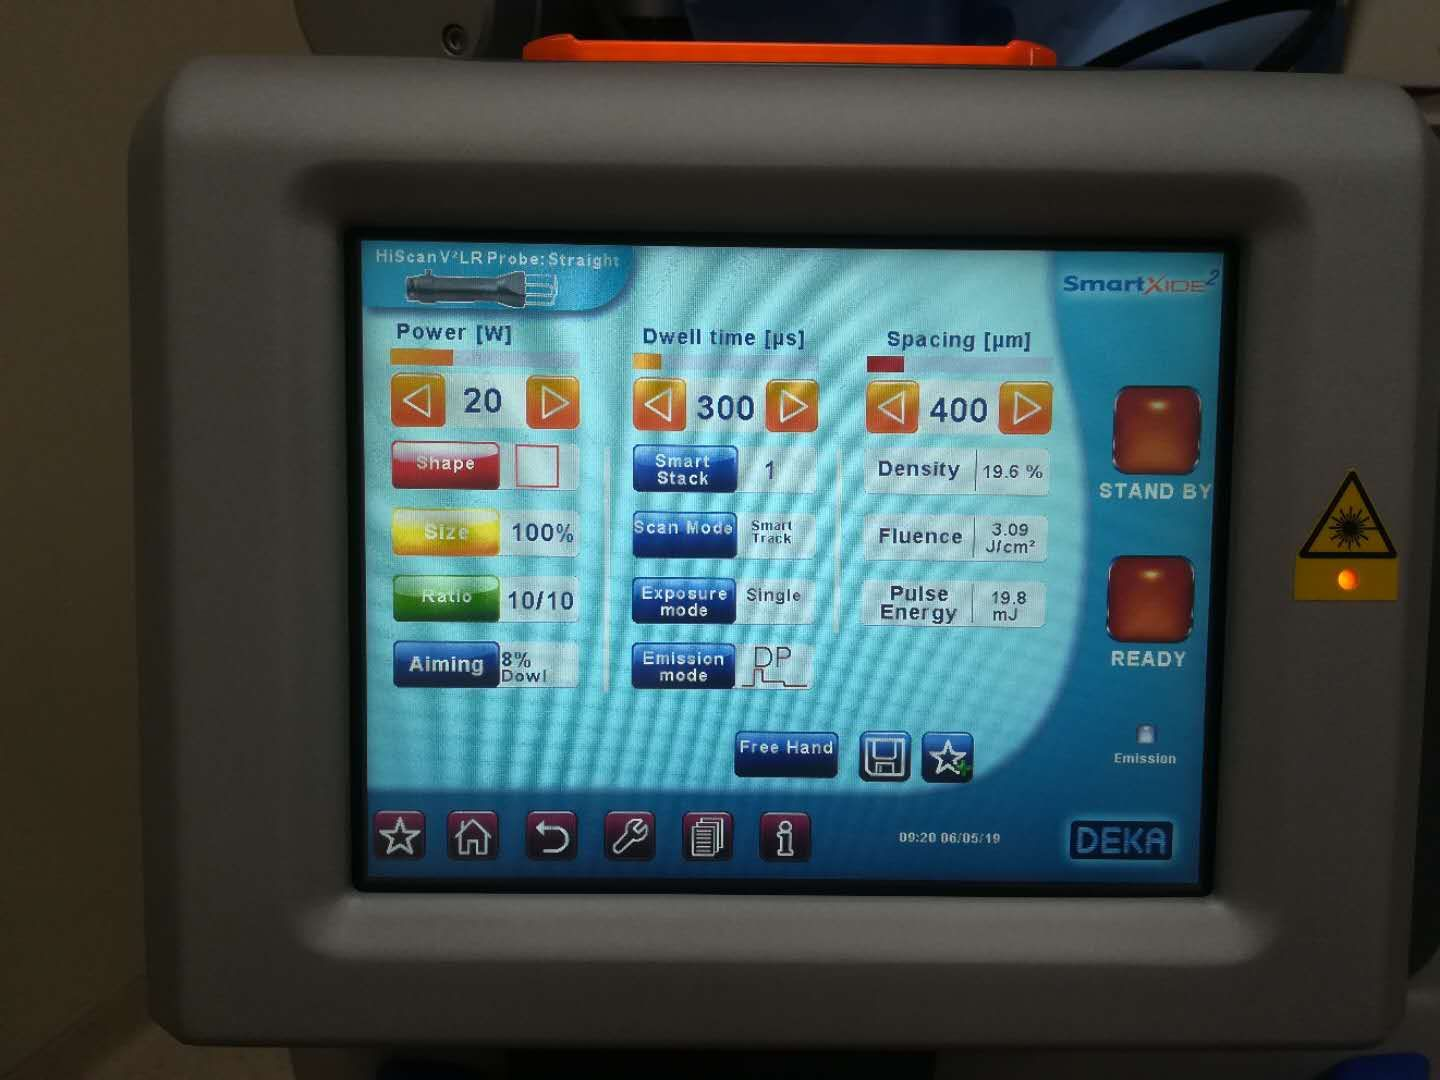 HiScan V²LR Probe: Straight
SmartXIDE²
Power [W]
20
Shape
Size
100%
Ratio
10/10
Aiming
8%
Dowl
Dwell time [µs]
300
Smart
Stack
1
Scan Mode
Smart
Track
Exposure
mode
Single
Emission
mode
DP
Spacing [µm]
400
Density
19.6 %
Fluence
3.09
J/cm²
Pulse
Energy
19.8
mJ
STAND BY
READY
Emission
Free Hand
09:20 06/05/19
DEKA